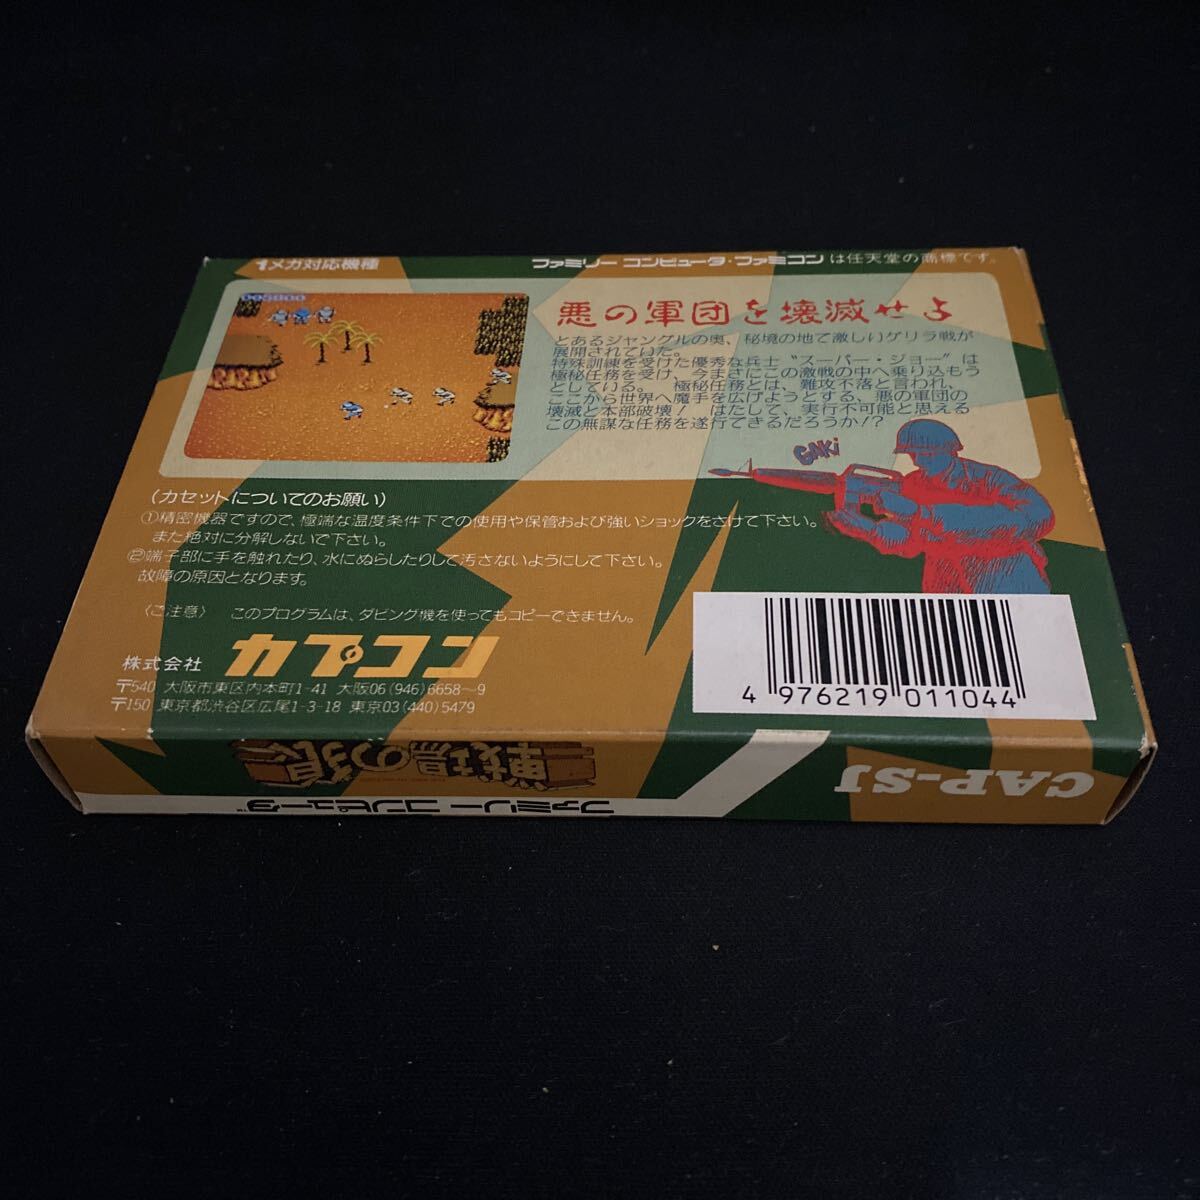 1メガ対応機種
ファミリー コンピュータ・ファミコン は任天堂の商標です。
悪の軍団を壊滅せよ
とあるジャングルの奥、秘境の地で激しいゲリラ戦が
展開されていた。
特殊訓練を受けた優秀な兵士“スーパー・ジョー”は
極秘任務を受け、今まさにこの激戦の中へ乗り込もう
としている。 極秘任務とは、難攻不落と言われ、
ここから世界へ魔手を広げようとする、悪の軍団の
壊滅と本部破壊! はたして、実行不可能と思える
この無謀な任務を遂行できるだろうか!?
GAKi
(カセットについてのお願い)
①精密機器ですので、極端な温度条件下での使用や保管および強いショックをさけて下さい。
また絶対に分解しないで下さい。
②端子部に手を触れたり、水にぬらしたりして汚さないようにして下さい。
故障の原因となります。
〈ご注意〉 このプログラムは、ダビング機を使ってもコピーできません。
株式会社 カプコン
〒540 大阪市東区内本町1-41 大阪06(946)6658〜9
〒150 東京都渋谷区広尾1-3-18 東京03(440)5479
4 976219 011044
戦場の狼
CAP-SJ
ファミリー コンピュータ